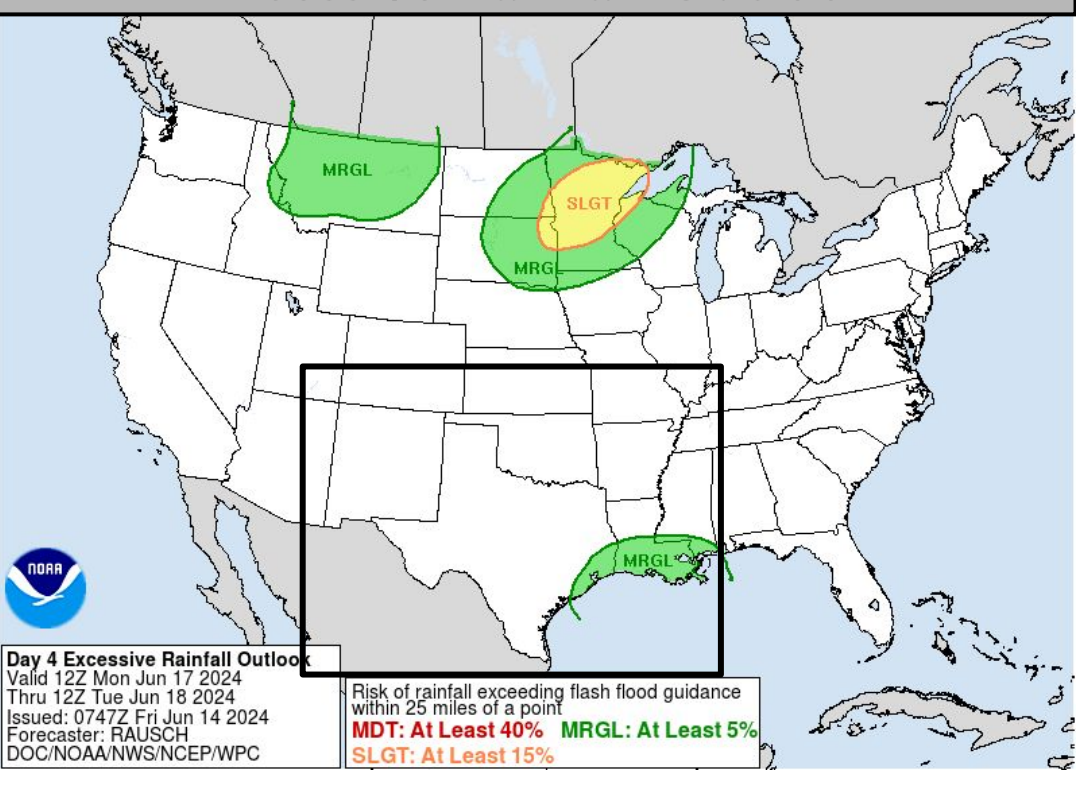 MRGL
SLGT
MRGL
MRGL
NOAA
Day 4 Excessive Rainfall Outlook
Valid 12Z Mon Jun 17 2024
Thru 12Z Tue Jun 18 2024
Issued: 0747Z Fri Jun 14 2024
Forecaster: RAUSCH
DOC/NOAA/NWS/NCEP/WPC
Risk of rainfall exceeding flash flood guidance
within 25 miles of a point
MDT: At Least 40% MRGL: At Least 5%
SLGT: At Least 15%